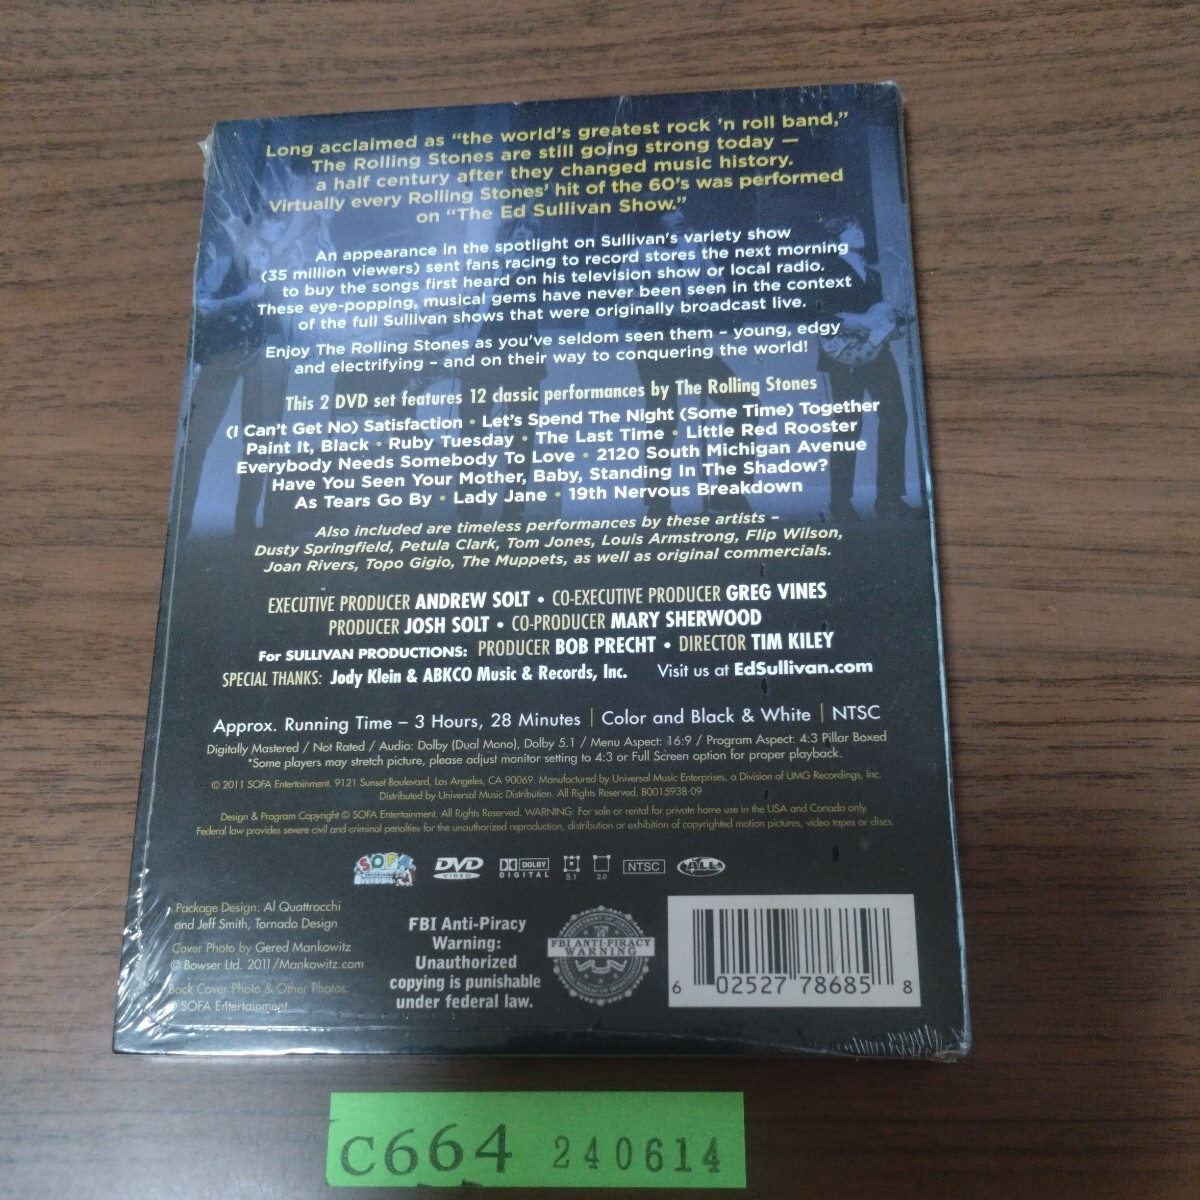 Long acclaimed as “the world's greatest rock 'n roll band,”
The Rolling Stones are still going strong today —
a half century after they changed music history.
Virtually every Rolling Stones' hit of the 60's was performed
on “The Ed Sullivan Show.”
An appearance in the spotlight on Sullivan's variety show
(35 million viewers) sent fans racing to record stores the next morning
to buy the songs first heard on his television show or local radio.
These eye-popping, musical gems have never been seen in the context
of the full Sullivan shows that were originally broadcast live.
Enjoy The Rolling Stones as you've seldom seen them – young, edgy
and electrifying – and on their way to conquering the world!
This 2 DVD set features 12 classic performances by The Rolling Stones
(I Can't Get No) Satisfaction • Let's Spend The Night (Some Time) Together
Paint It, Black • Ruby Tuesday • The Last Time • Little Red Rooster
Everybody Needs Somebody To Love • 2120 South Michigan Avenue
Have You Seen Your Mother, Baby, Standing In The Shadow?
As Tears Go By • Lady Jane • 19th Nervous Breakdown
Also included are timeless performances by these artists –
Dusty Springfield, Petula Clark, Tom Jones, Louis Armstrong, Flip Wilson,
Joan Rivers, Topo Gigio, The Muppets, as well as original commercials.
EXECUTIVE PRODUCER ANDREW SOLT • CO-EXECUTIVE PRODUCER GREG VINES
PRODUCER JOSH SOLT • CO-PRODUCER MARY SHERWOOD
For SULLIVAN PRODUCTIONS: PRODUCER BOB PRECHT • DIRECTOR TIM KILEY
SPECIAL THANKS: Jody Klein & ABKCO Music & Records, Inc. Visit us at EdSullivan.com
Approx. Running Time – 3 Hours, 28 Minutes | Color and Black & White | NTSC
Digitally Mastered / Not Rated / Audio: Dolby (Dual Mono), Dolby 5.1 / Menu Aspect: 16:9 / Program Aspect: 4:3 Pillar Boxed
*Some players may stretch picture, please adjust monitor setting to 4:3 or Full Screen option for proper playback.
© 2011 SOFA Entertainment. 9121 Sunset Boulevard, Los Angeles, CA 90069. Manufactured by Universal Music Enterprises, a Division of UMG Recordings, Inc.
Distributed by Universal Music Distribution. All Rights Reserved. B0015938-09
Design & Program Copyright © SOFA Entertainment. All Rights Reserved. WARNING: For sale or rental for private home use in the USA and Canada only.
Federal law provides severe civil and criminal penalties for the unauthorized reproduction, distribution or exhibition of copyrighted motion pictures, video tapes or discs.
SOFA DVD VIDEO DOLBY DIGITAL 5.1 2.0 NTSC ALL
Package Design: Al Quattrocchi
and Jeff Smith, Tornado Design
Cover Photo by Gered Mankowitz
© Bowser Ltd. 2011/Mankowitz.com
Back Cover Photo & Other Photos:
© SOFA Entertainment
FBI Anti-Piracy
Warning:
Unauthorized
copying is punishable
under federal law.
FBI ANTI-PIRACY
WARNING
6 02527 78685 8
C664 240614